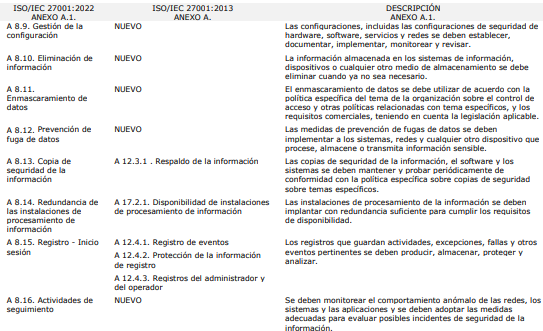 ISO/IEC 27001:2022 ISO/IEC 27001:2013 DESCRIPCIÓN
ANEXO A.1. ANEXO A. ANEXO A.1.
A 8.9. Gestión de la NUEVO Las configuraciones, incluidas las configuraciones de seguridad de
configuración hardware, software, servicios y redes se deben establecer,
documentar, implementar, monitorear y revisar.
A 8.10. Eliminación de NUEVO La información almacenada en los sistemas de información,
información dispositivos o cualquier otro medio de almacenamiento se debe
eliminar cuando ya no sea necesario.
A 8.11. NUEVO El enmascaramiento de datos se debe utilizar de acuerdo con la
Enmascaramiento de política específica del tema de la organización sobre el control de
datos acceso y otras políticas relacionadas con tema específicos, y los
requisitos comerciales, teniendo en cuenta la legislación aplicable.
A 8.12. Prevención de NUEVO Las medidas de prevención de fugas de datos se deben
fuga de datos implementar a los sistemas, redes y cualquier otro dispositivo que
procese, almacene o transmita información sensible.
A 8.13. Copia de A 12.3.1 . Respaldo de la información Las copias de seguridad de la información, el software y los
seguridad de la sistemas se deben mantener y probar periódicamente de
información conformidad con la política específica sobre copias de seguridad
sobre temas específicos.
A 8.14. Redundancia de A 17.2.1. Disponibilidad de instalaciones Las instalaciones de procesamiento de la información se deben
las instalaciones de de procesamiento de información implantar con redundancia suficiente para cumplir los requisitos
procesamiento de de disponibilidad.
información
A 8.15. Registro - Inicio A 12.4.1. Registro de eventos Los registros que guardan actividades, excepciones, fallas y otros
sesión eventos pertinentes se deben producir, almacenar, proteger y
A 12.4.2. Protección de la información analizar.
de registro
A 12.4.3. Registros del administrador y
del operador
A 8.16. Actividades de NUEVO Se deben monitorear el comportamiento anómalo de las redes, los
seguimiento sistemas y las aplicaciones y se deben adoptar las medidas
adecuadas para evaluar posibles incidentes de seguridad de la
información.